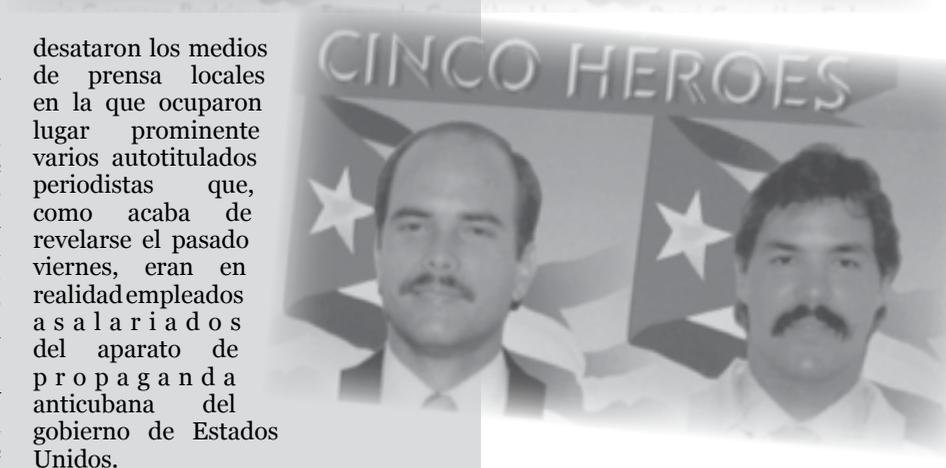 CINCO HEROES
desataron los medios
de prensa locales
en la que ocuparon
lugar prominente
varios autotitulados
periodistas que,
como acaba de
revelarse el pasado
viernes, eran en
realidad empleados
asalariados
del aparato de
propaganda
anticubana del
gobierno de Estados
Unidos.